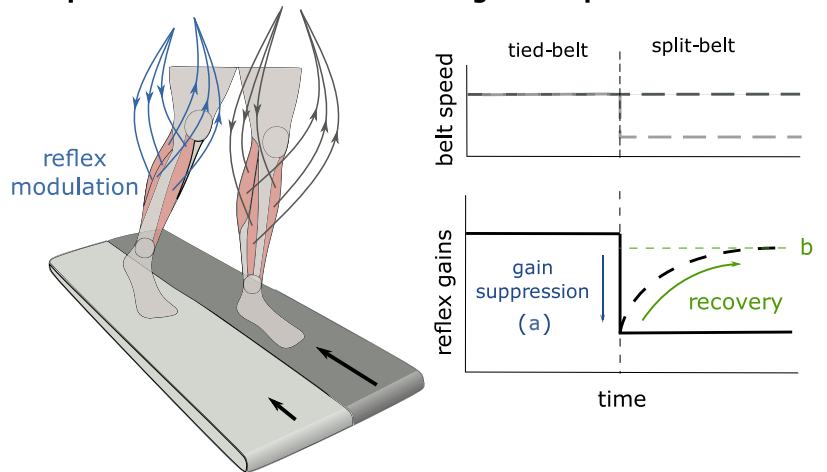 reflex
modulation
tied-belt
split-belt
belt speed
reflex gains
gain
suppression
(a)
b
recovery
time